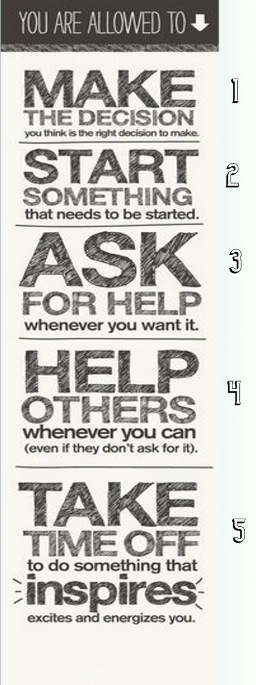 YOU ARE ALLOWED TO
MAKE 1
THE DECISION
you think is the right decision to make.
START 2
SOMETHING
that needs to be started.
ASK 3
FOR HELP
whenever you want it.
HELP 4
OTHERS
whenever you can
(even if they don't ask for it).
TAKE
TIME OFF 5
to do something that
inspires
excites and energizes you.